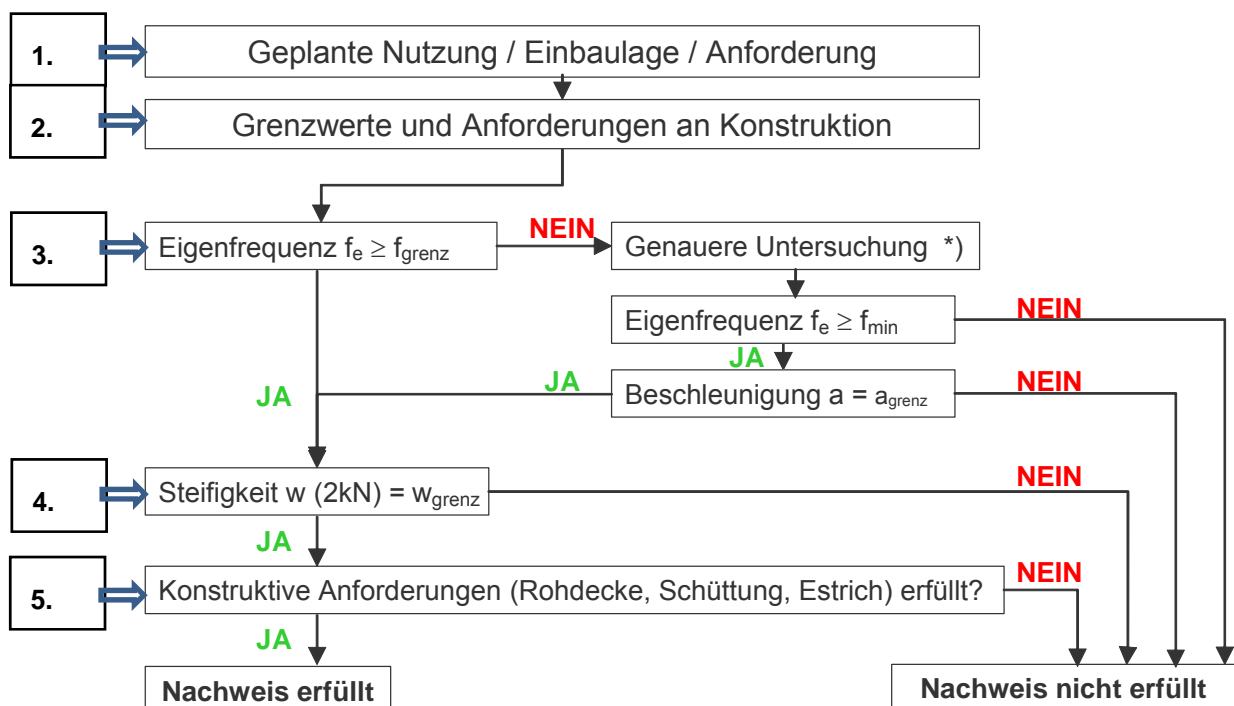 1.
Geplante Nutzung / Einbaulage / Anforderung
2.
Grenzwerte und Anforderungen an Konstruktion
3.
Eigenfrequenz fe ≥ fgrenz
NEIN
Genauere Untersuchung *)
Eigenfrequenz fe ≥ fmin
NEIN
JA
JA
JA
Beschleunigung a = agrenz
NEIN
4.
Steifigkeit w (2kN) = wgrenz
NEIN
JA
5.
Konstruktive Anforderungen (Rohdecke, Schüttung, Estrich) erfüllt?
NEIN
JA
Nachweis erfüllt
Nachweis nicht erfüllt